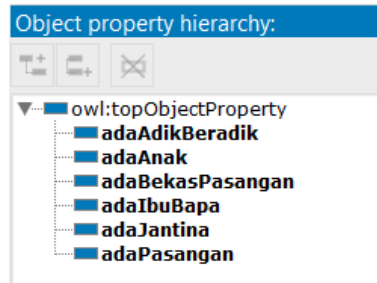 Object property hierarchy:
owl:topObjectProperty
adaAdikBeradik
adaAnak
adaBekasPasangan
adaIbuBapa
adaJantina
adaPasangan